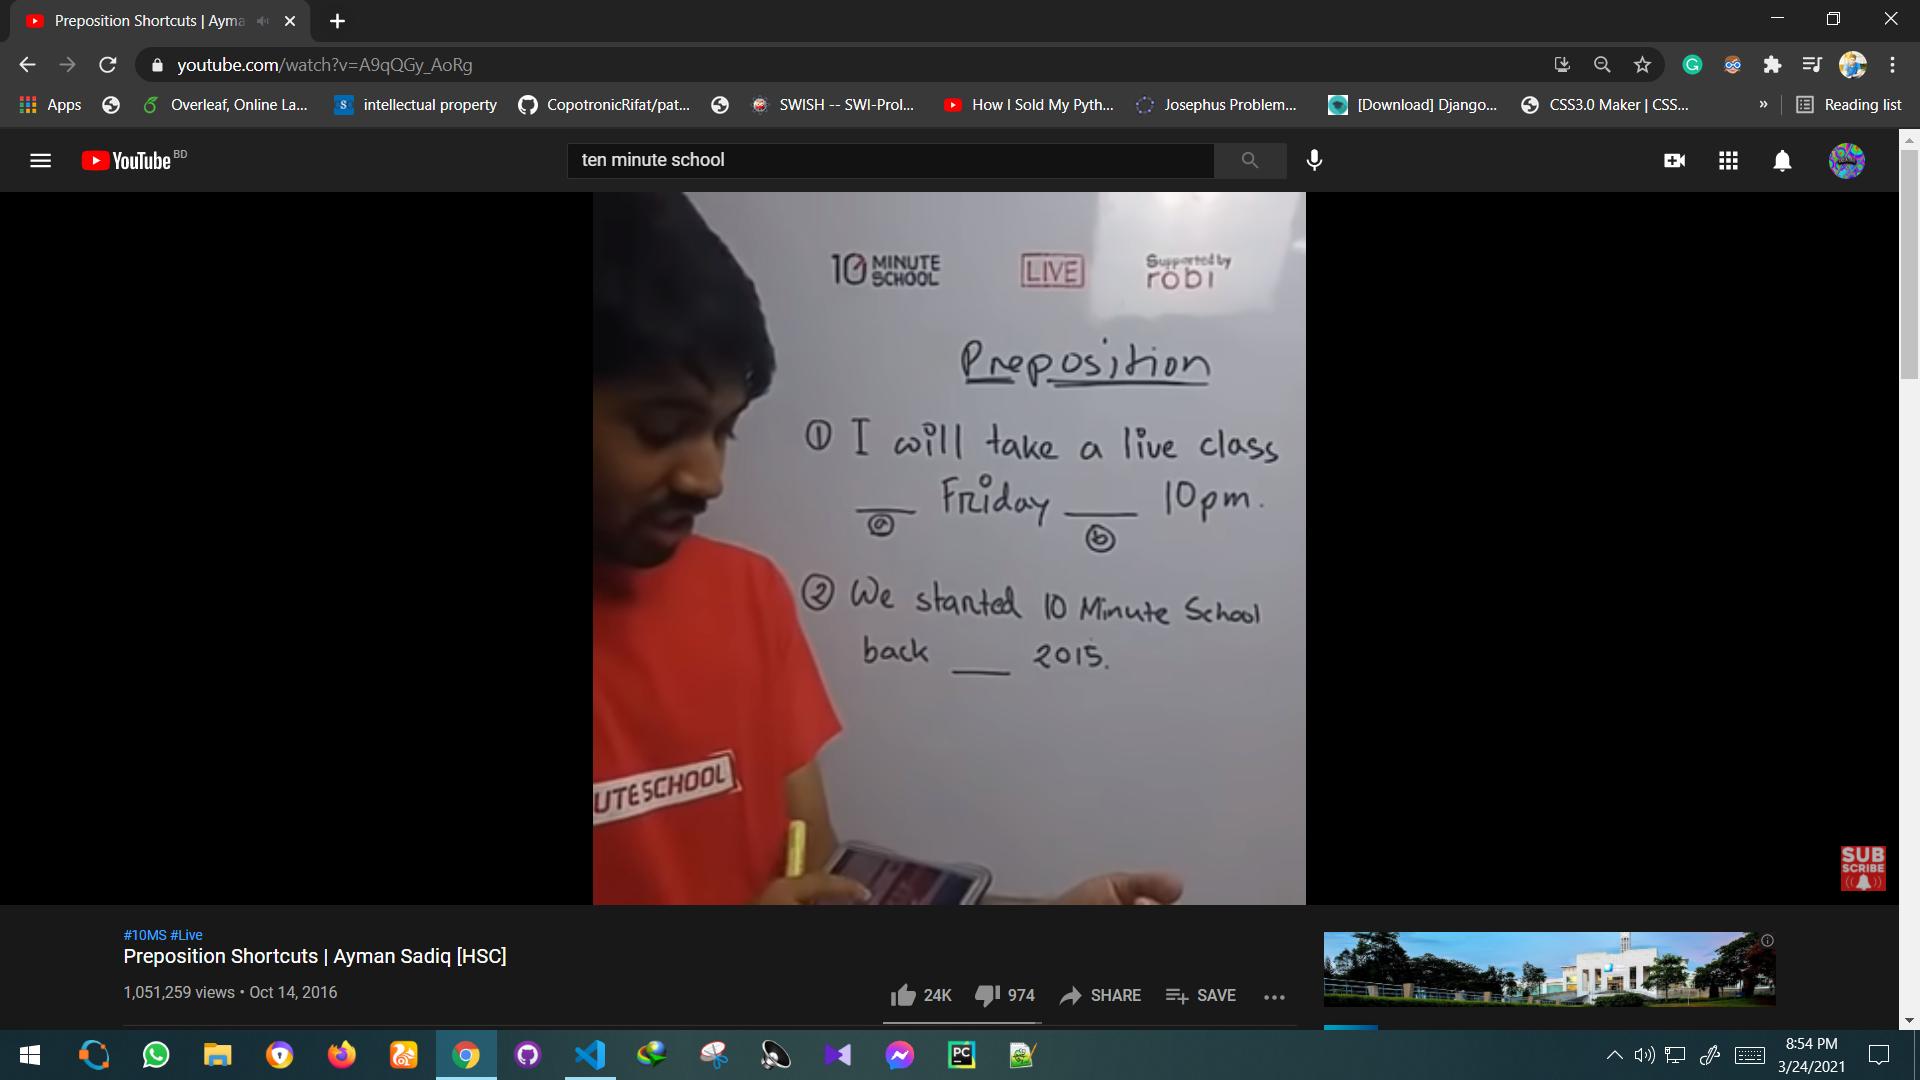 Preposition Shortcuts | Ayma
youtube.com/watch?v=A9qQGy_AoRg
Apps Overleaf, Online La... intellectual property CopotronicRifat/pat... SWISH -- SWI-Prol... How I Sold My Pyth... Josephus Problem... [Download] Django... CSS3.0 Maker | CSS... » Reading list
YouTube BD ten minute school
10 MINUTE SCHOOL LIVE Supported by robi
Preposition
① I will take a live class
__ Friday __ 10pm.
ⓐ ⓑ
② We started 10 Minute School
back __ 2015.
UTE SCHOOL
SUB
SCRIBE
#10MS #Live
Preposition Shortcuts | Ayman Sadiq [HSC]
1,051,259 views • Oct 14, 2016
24K 974 SHARE SAVE
8:54 PM
3/24/2021